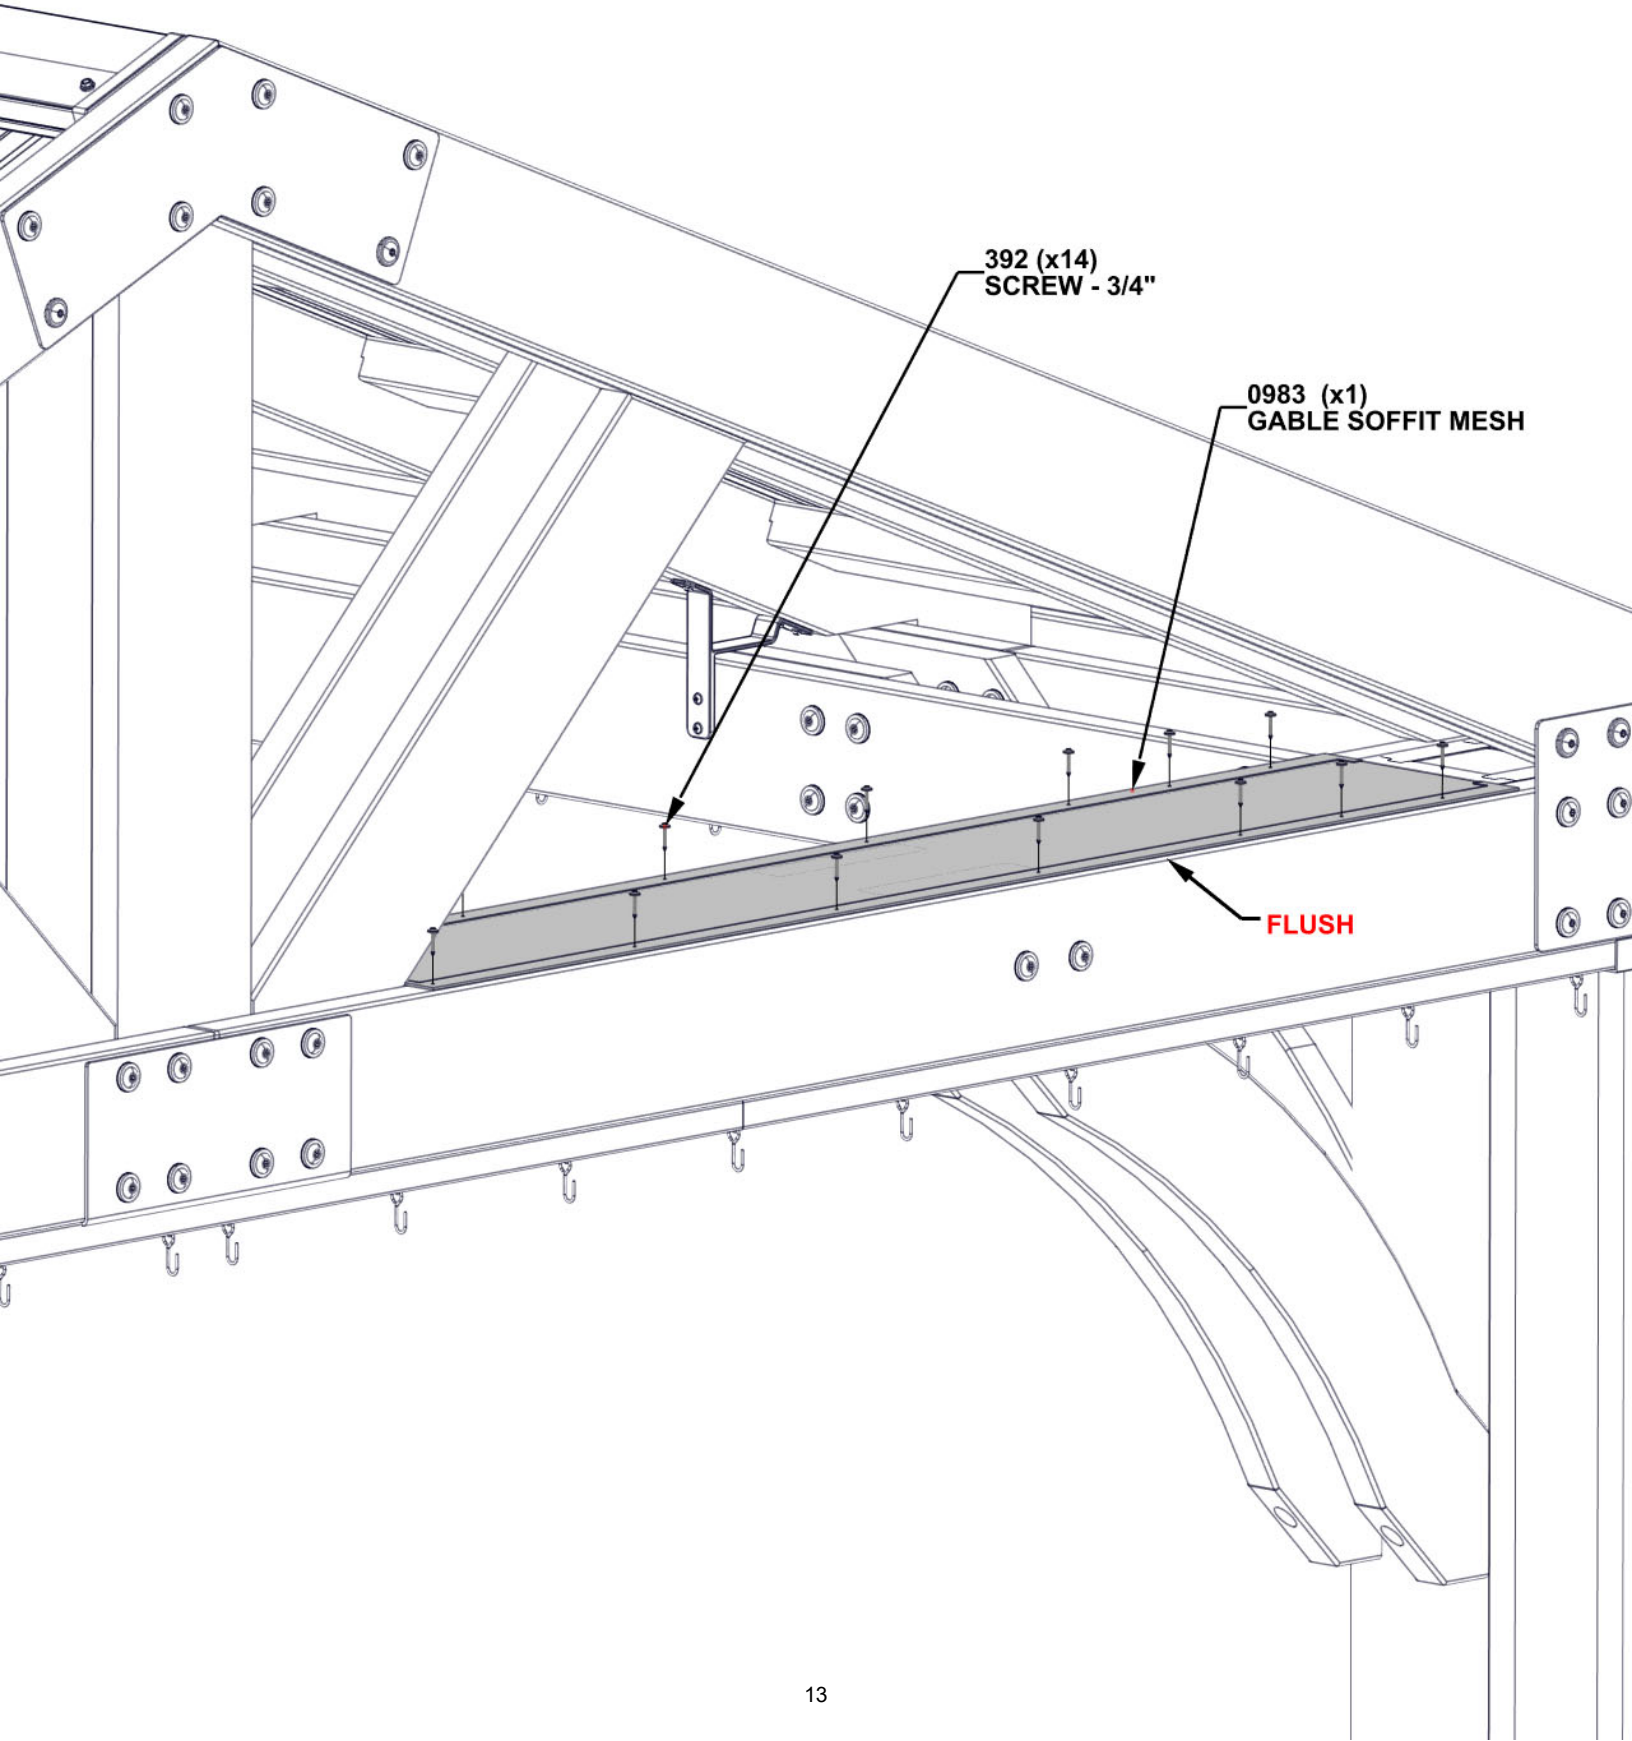 392 (x14)
SCREW - 3/4"
0983 (x1)
GABLE SOFFIT MESH
FLUSH
13